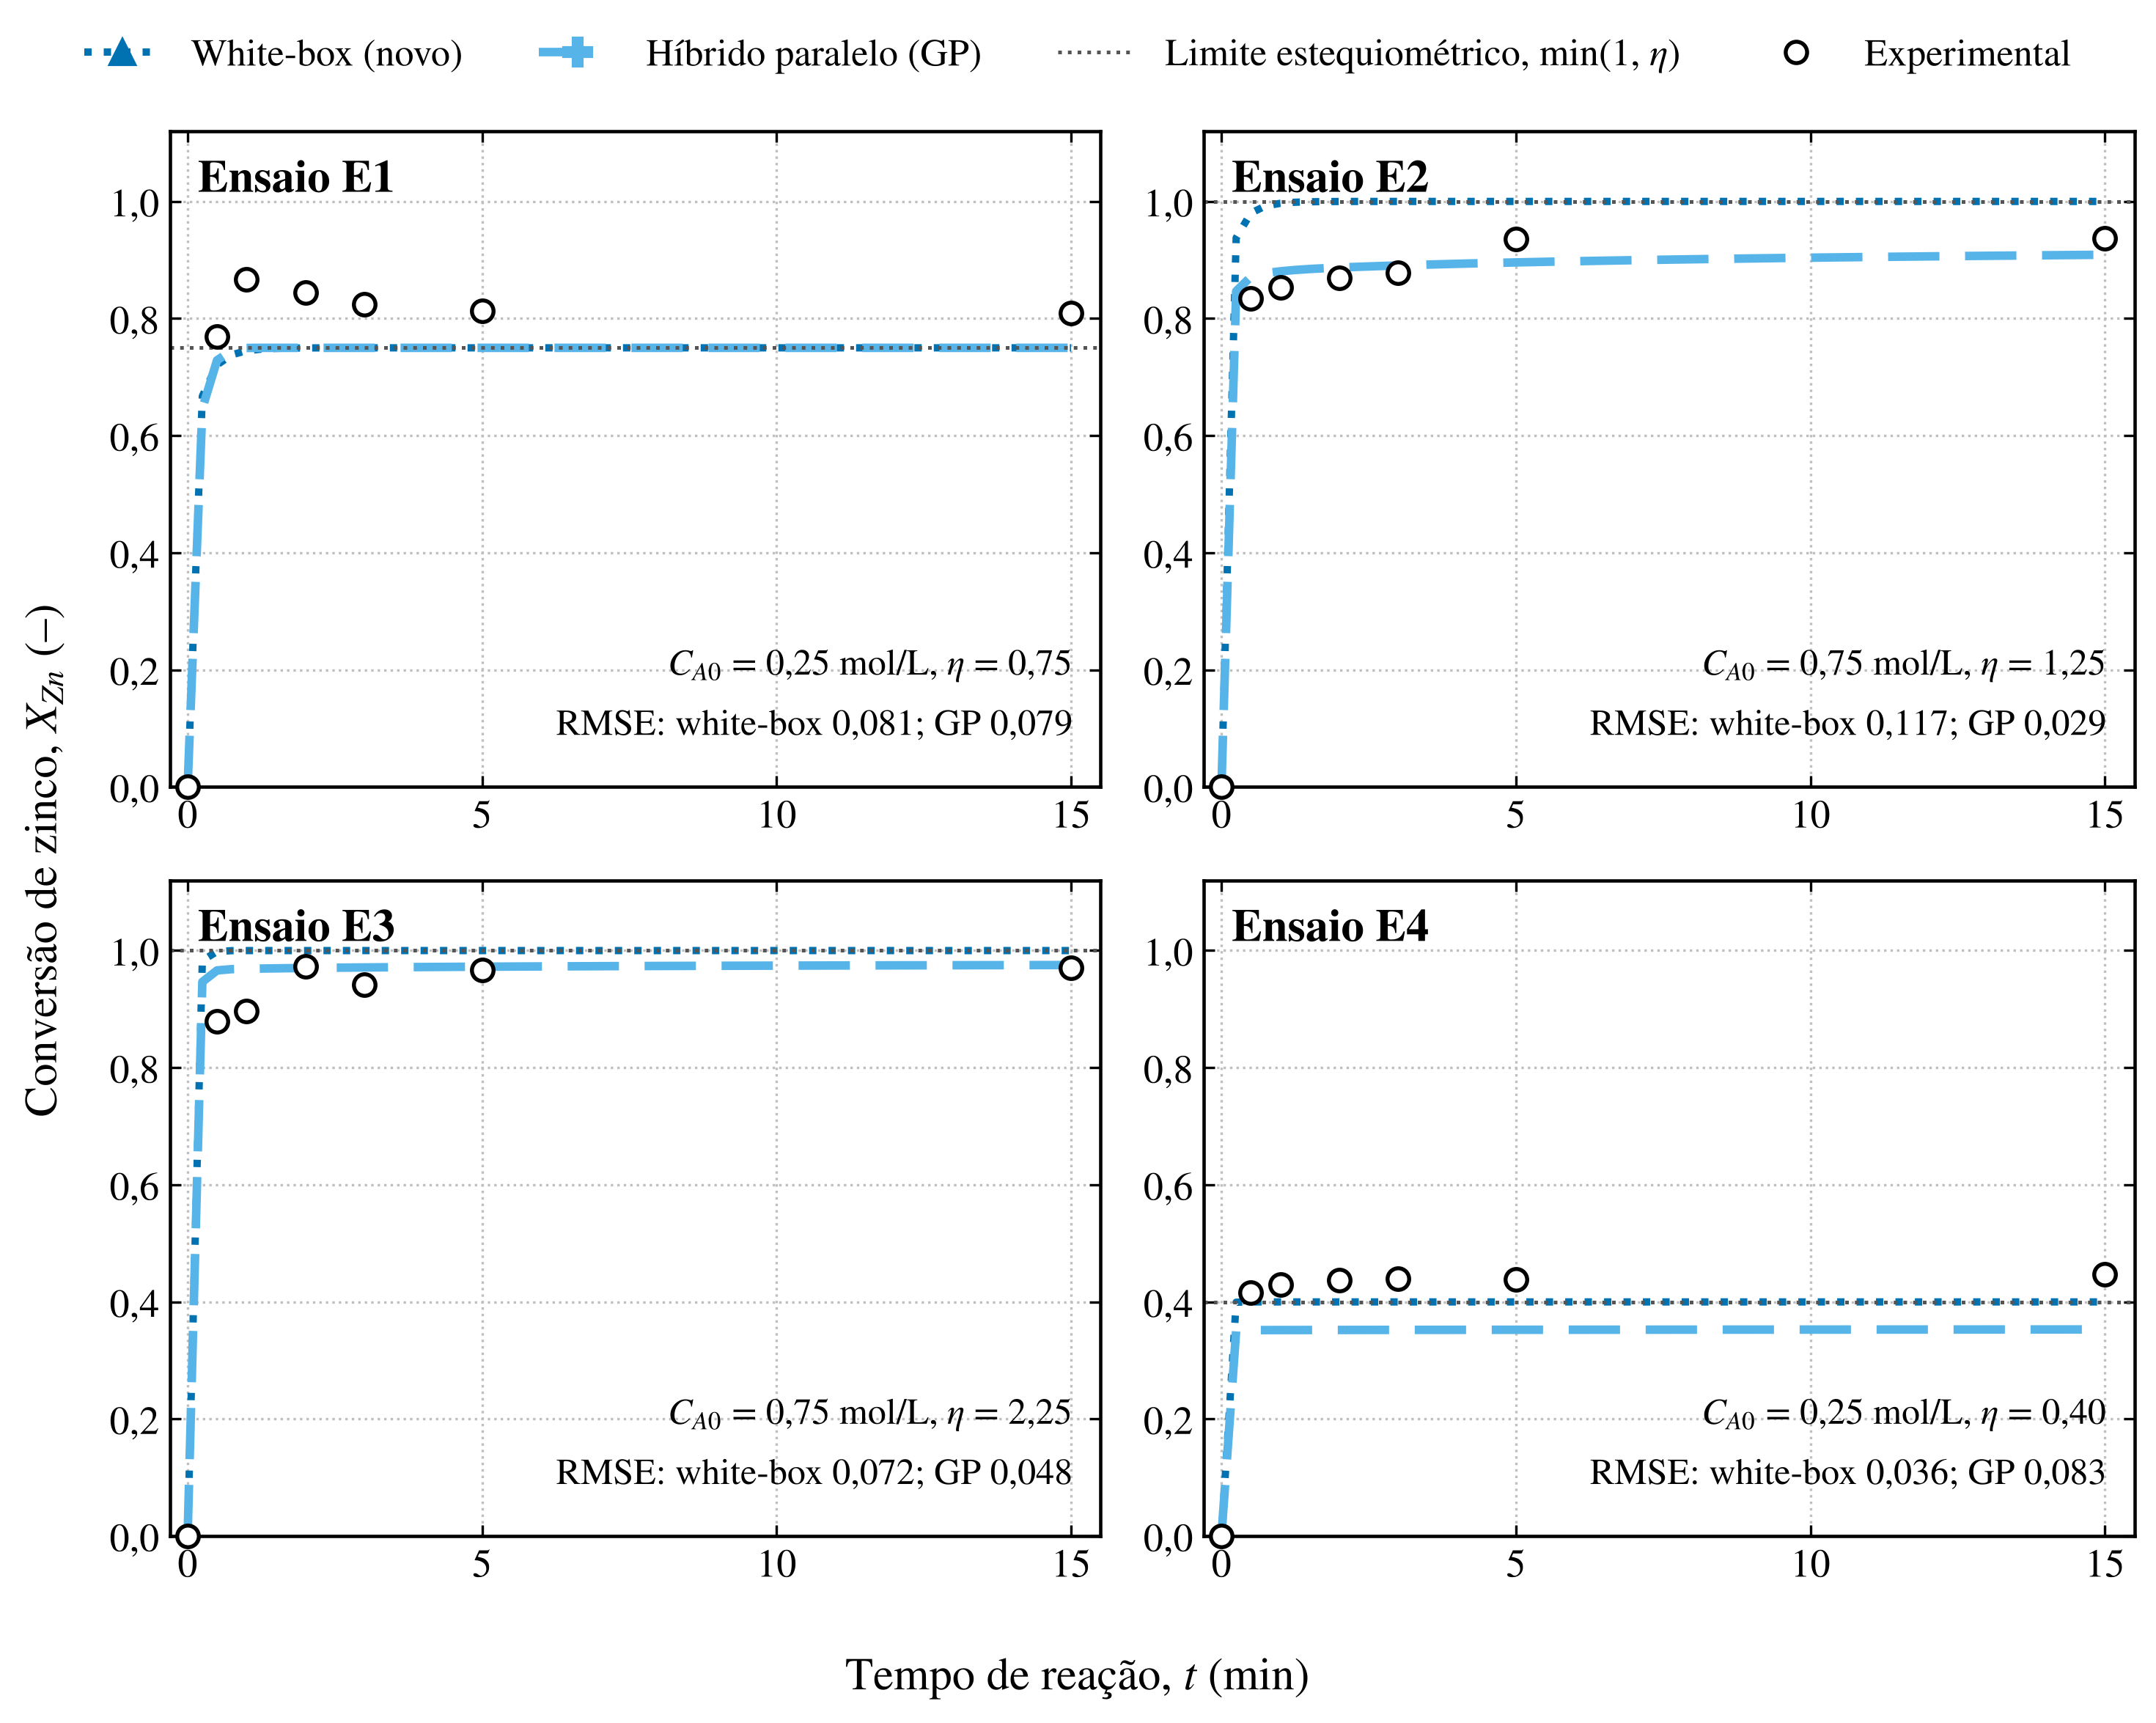 White-box (novo) Híbrido paralelo (GP) Limite estequiométrico, min(1, η) Experimental
Conversão de zinco, X_Zn (−)
Ensaio E1
1,0
0,8
0,6
0,4
0,2
0,0
C_A0 = 0,25 mol/L, η = 0,75
RMSE: white-box 0,081; GP 0,079
0 5 10 15
Ensaio E2
1,0
0,8
0,6
0,4
0,2
0,0
C_A0 = 0,75 mol/L, η = 1,25
RMSE: white-box 0,117; GP 0,029
0 5 10 15
Ensaio E3
1,0
0,8
0,6
0,4
0,2
0,0
C_A0 = 0,75 mol/L, η = 2,25
RMSE: white-box 0,072; GP 0,048
0 5 10 15
Ensaio E4
1,0
0,8
0,6
0,4
0,2
0,0
C_A0 = 0,25 mol/L, η = 0,40
RMSE: white-box 0,036; GP 0,083
0 5 10 15
Tempo de reação, t (min)